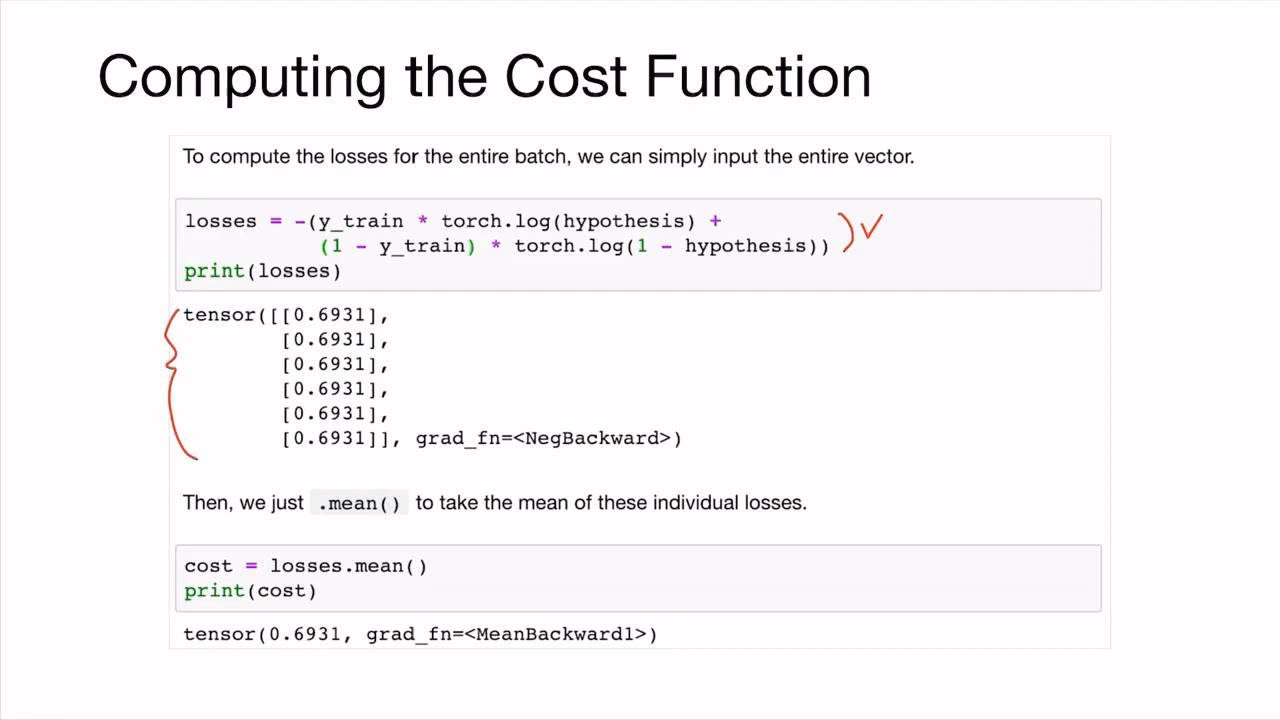 Computing the Cost Function
To compute the losses for the entire batch, we can simply input the entire vector.
losses = -(y_train * torch.log(hypothesis) +
(1 - y_train) * torch.log(1 - hypothesis))
print(losses)
tensor([[0.6931],
[0.6931],
[0.6931],
[0.6931],
[0.6931],
[0.6931]], grad_fn=<NegBackward>)
Then, we just .mean() to take the mean of these individual losses.
cost = losses.mean()
print(cost)
tensor(0.6931, grad_fn=<MeanBackward1>)